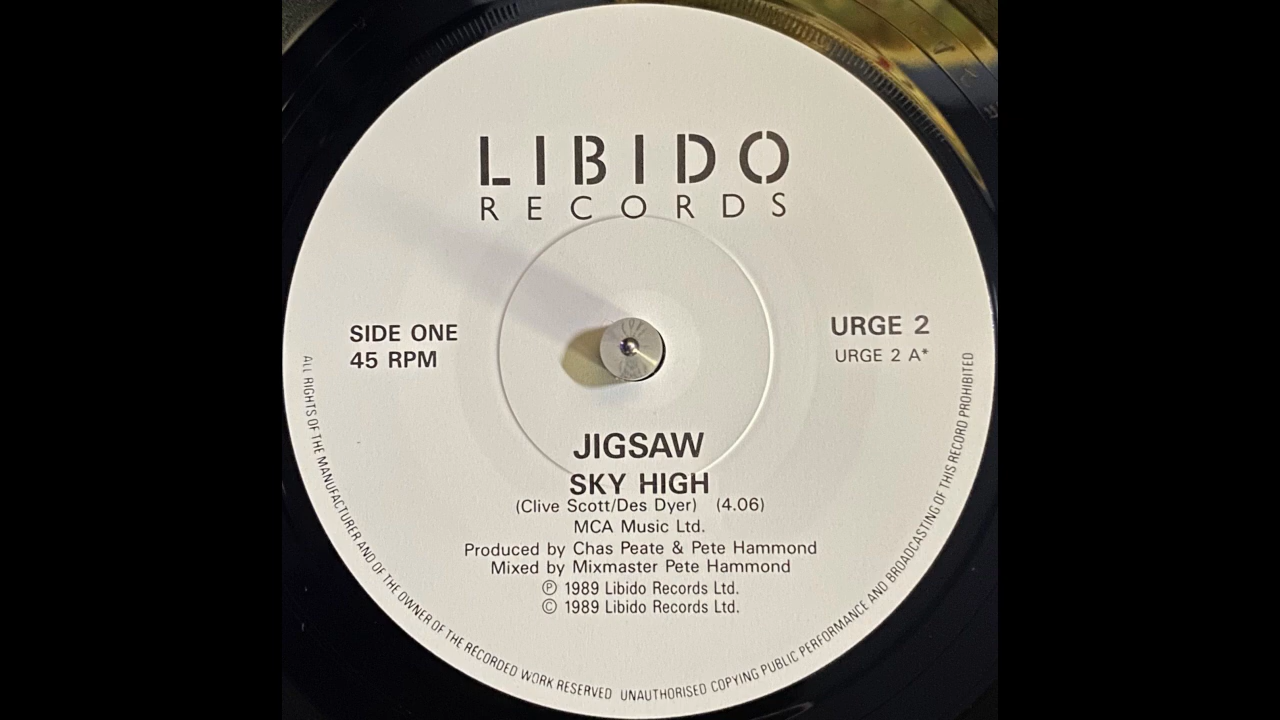 LIBIDO
RECORDS
SIDE ONE
45 RPM
URGE 2
URGE 2 A*
JIGSAW
SKY HIGH
(Clive Scott/Des Dyer) (4.06)
MCA Music Ltd.
Produced by Chas Peate & Pete Hammond
Mixed by Mixmaster Pete Hammond
Ⓟ 1989 Libido Records Ltd.
© 1989 Libido Records Ltd.
ALL RIGHTS OF THE MANUFACTURER AND OF THE OWNER OF THE RECORDED WORK RESERVED UNAUTHORISED COPYING PUBLIC PERFORMANCE AND BROADCASTING OF THIS RECORD PROHIBITED